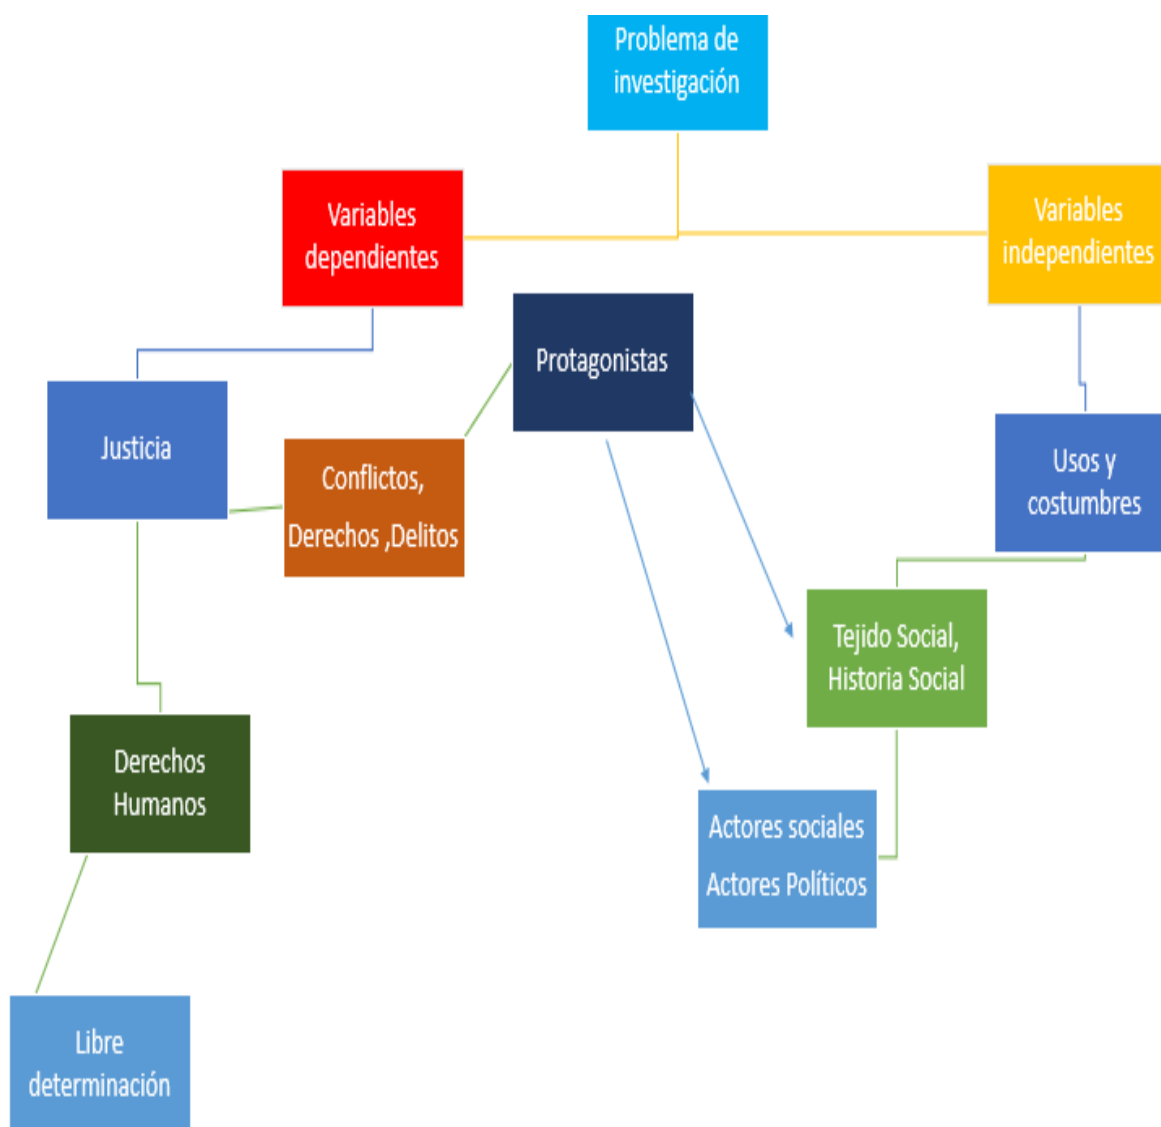 Problema de
investigación
Variables
dependientes
Variables
independientes
Protagonistas
Justicia
Conflictos,
Derechos ,Delitos
Usos y
costumbres
Tejido Social,
Historia Social
Derechos
Humanos
Actores sociales
Actores Políticos
Libre
determinación